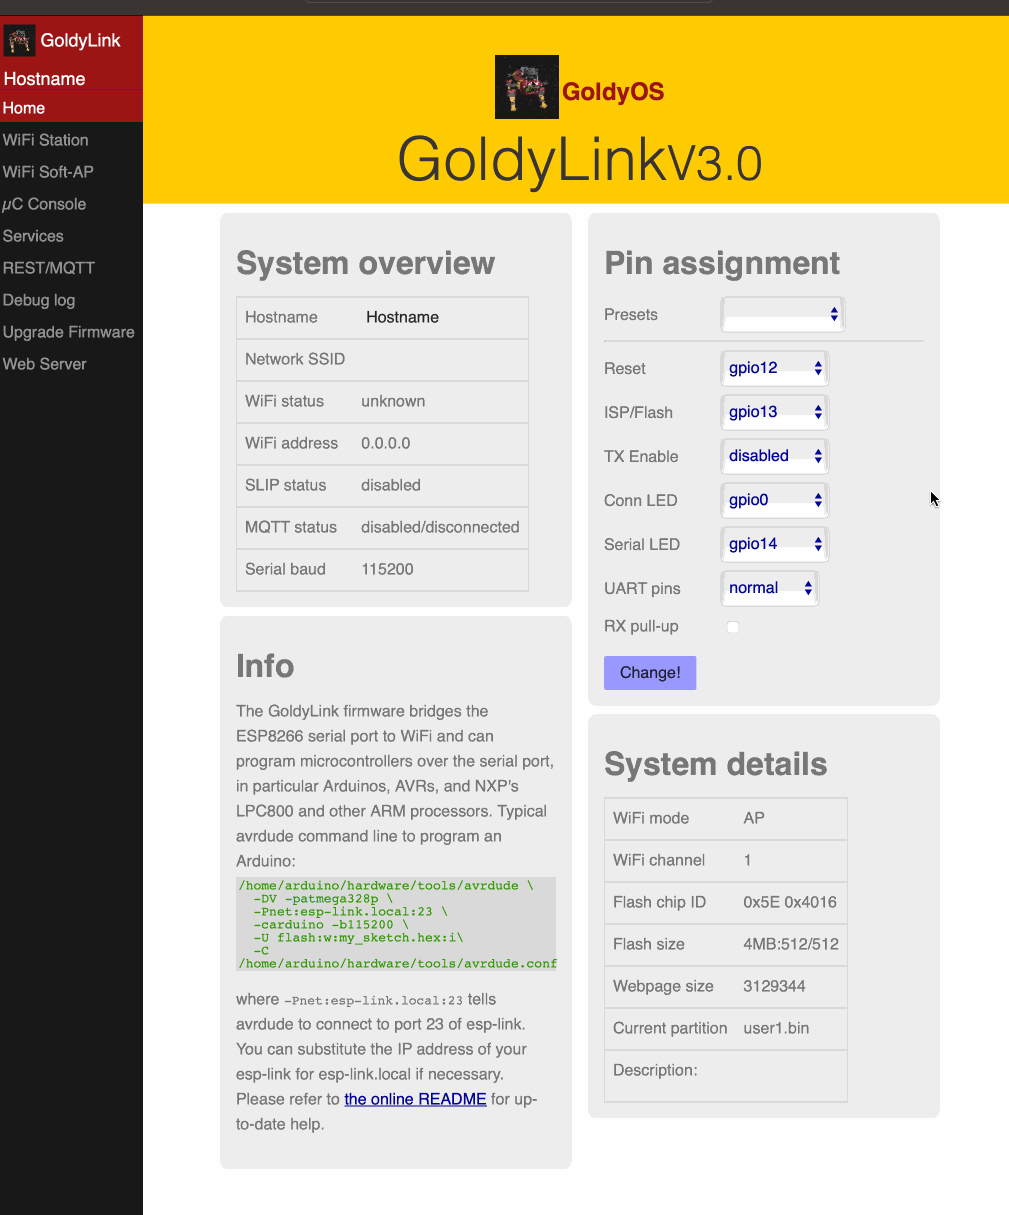 GoldyLink
Hostname
Home
WiFi Station
WiFi Soft-AP
µC Console
Services
REST/MQTT
Debug log
Upgrade Firmware
Web Server
GoldyOS
GoldyLinkV3.0
System overview
Hostname Hostname
Network SSID
WiFi status unknown
WiFi address 0.0.0.0
SLIP status disabled
MQTT status disabled/disconnected
Serial baud 115200
Info
The GoldyLink firmware bridges the
ESP8266 serial port to WiFi and can
program microcontrollers over the serial port,
in particular Arduinos, AVRs, and NXP's
LPC800 and other ARM processors. Typical
avrdude command line to program an
Arduino:
/home/arduino/hardware/tools/avrdude \
-DV -patmega328p \
-Pnet:esp-link.local:23 \
-carduino -b115200 \
-U flash:w:my_sketch.hex:i\
-C
/home/arduino/hardware/tools/avrdude.conf
where -Pnet:esp-link.local:23 tells
avrdude to connect to port 23 of esp-link.
You can substitute the IP address of your
esp-link for esp-link.local if necessary.
Please refer to the online README for up-
to-date help.
Pin assignment
Presets
Reset gpio12
ISP/Flash gpio13
TX Enable disabled
Conn LED gpio0
Serial LED gpio14
UART pins normal
RX pull-up
Change!
System details
WiFi mode AP
WiFi channel 1
Flash chip ID 0x5E 0x4016
Flash size 4MB:512/512
Webpage size 3129344
Current partition user1.bin
Description: